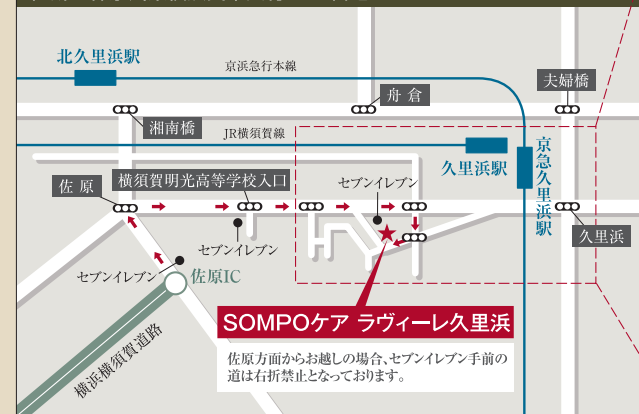 北久里浜駅
京浜急行本線
夫婦橋
舟倉
湘南橋
JR横須賀線
久里浜駅
京急久里浜駅
佐原
横須賀明光高等学校入口
セブンイレブン
久里浜
セブンイレブン
セブンイレブン
佐原IC
横浜横須賀道路
SOMPOケア ラヴィーレ久里浜
佐原方面からお越しの場合、セブンイレブン手前の
道は右折禁止となっております。